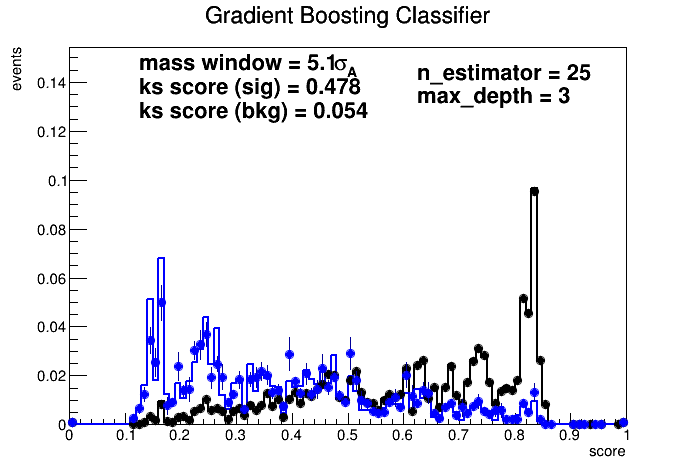 Gradient Boosting Classifier
events
mass window = 5.1σA
ks score (sig) = 0.478
ks score (bkg) = 0.054
n_estimator = 25
max_depth = 3
0.14
0.12
0.1
0.08
0.06
0.04
0.02
0
0 0.1 0.2 0.3 0.4 0.5 0.6 0.7 0.8 0.9 1
score